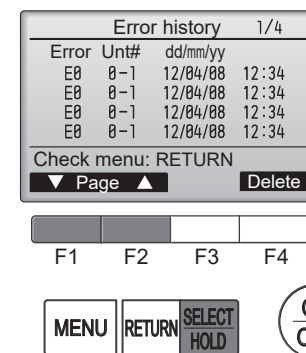 Error history 1/4
Error Unt# dd/mm/yy
E0 0-1 12/04/08 12:34
E0 0-1 12/04/08 12:34
E0 0-1 12/04/08 12:34
E0 0-1 12/04/08 12:34
Check menu: RETURN
▼ Page ▲ Delete
F1 F2 F3 F4
MENU RETURN SELECT
HOLD